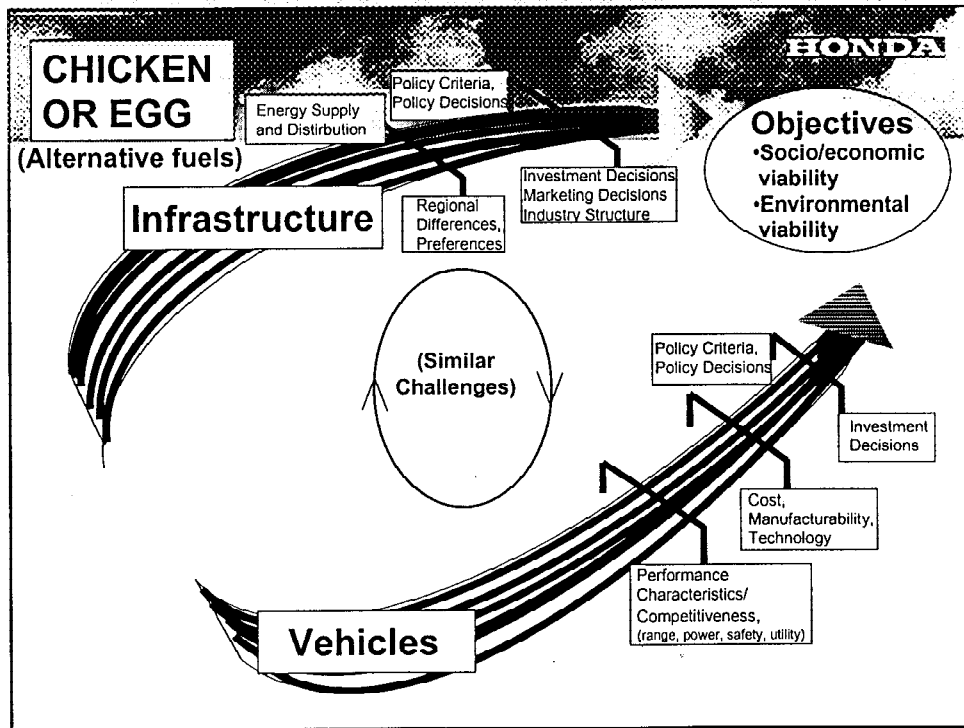 HONDA
CHICKEN
OR EGG
(Alternative fuels)
Policy Criteria,
Policy Decisions
Energy Supply
and Distirbution
Objectives
•Socio/economic
viability
•Environmental
viability
Infrastructure
Regional
Differences,
Preferences
Investment Decisions,
Marketing Decisions
Industry Structure
(Similar
Challenges)
Policy Criteria,
Policy Decisions
Investment
Decisions
Cost,
Manufacturability,
Technology
Performance
Characteristics/
Competitiveness,
(range, power, safety, utility)
Vehicles